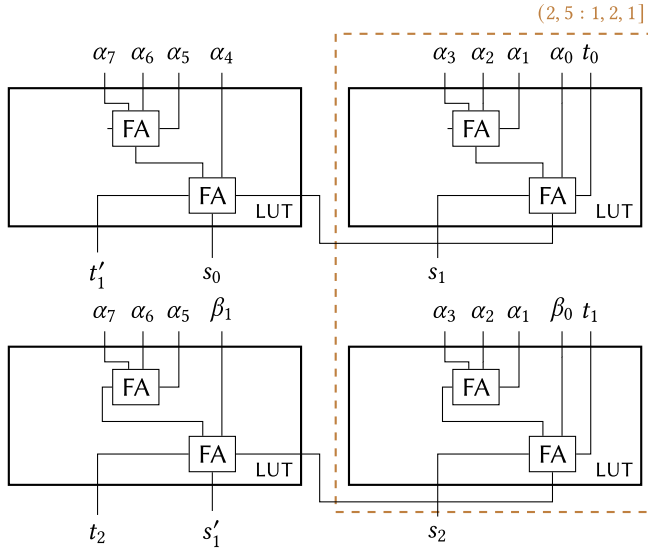 (2, 5 : 1, 2, 1]
α₇ α₆ α₅ α₄ α₃ α₂ α₁ α₀ t₀
FA FA
FA LUT FA LUT
t′₁ s₀ s₁
α₇ α₆ α₅ β₁ α₃ α₂ α₁ β₀ t₁
FA FA
FA LUT FA LUT
t₂ s′₁ s₂